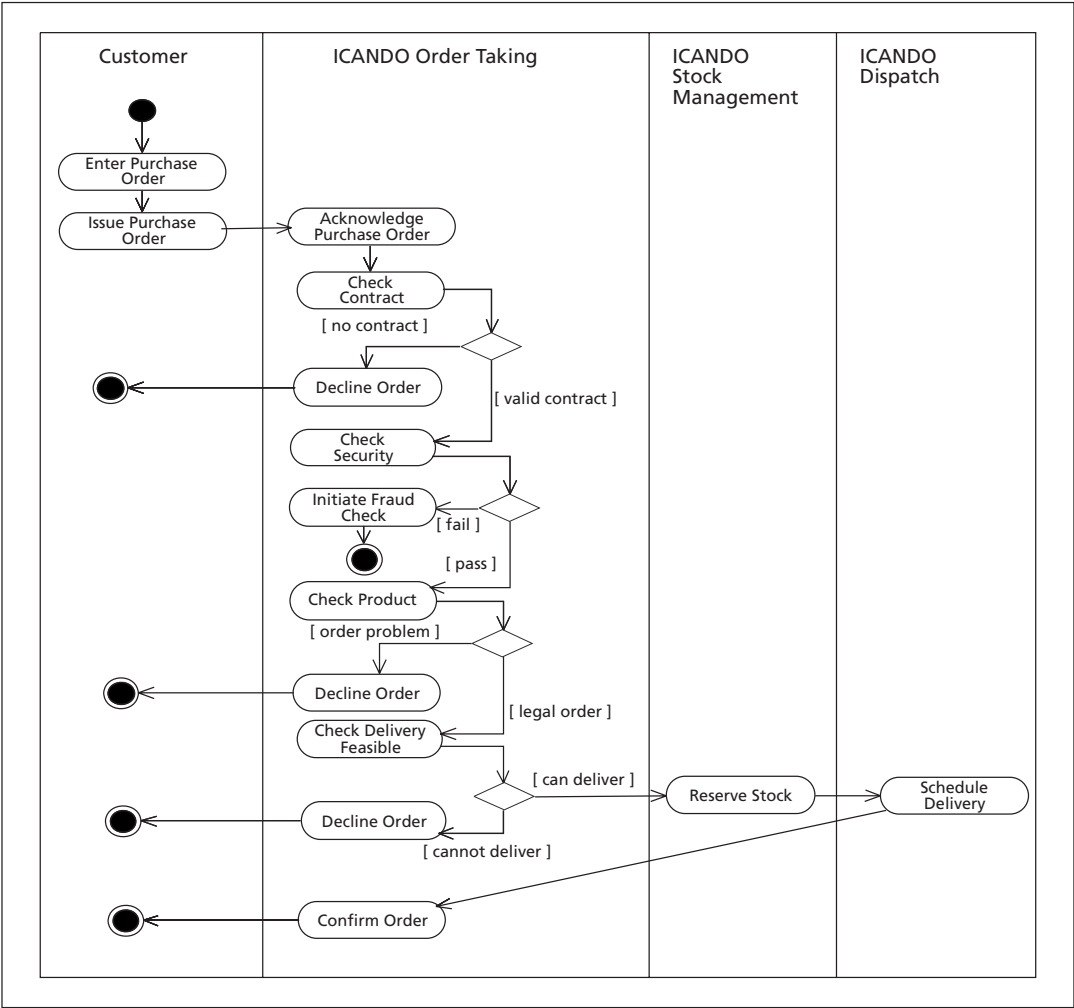 Customer
ICANDO Order Taking
ICANDO
Stock
Management
ICANDO
Dispatch
Enter Purchase
Order
Issue Purchase
Order
Acknowledge
Purchase Order
Check
Contract
[ no contract ]
Decline Order
[ valid contract ]
Check
Security
Initiate Fraud
Check
[ fail ]
[ pass ]
Check Product
[ order problem ]
Decline Order
[ legal order ]
Check Delivery
Feasible
[ can deliver ]
Reserve Stock
Schedule
Delivery
Decline Order
[ cannot deliver ]
Confirm Order